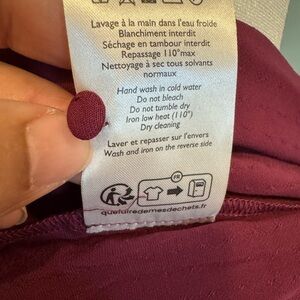 Lavage à la main dans l'eau froide
Blanchiment interdit
Séchage en tambour interdit
Repassage 110°max
Nettoyage à sec tous solvants
normaux
Hand wash in cold water
Do not bleach
Do not tumble dry
Iron low heat (110°)
Dry cleaning
Laver et repasser sur l'envers
Wash and iron on the reverse side
FR
quefairedemesdechets.fr